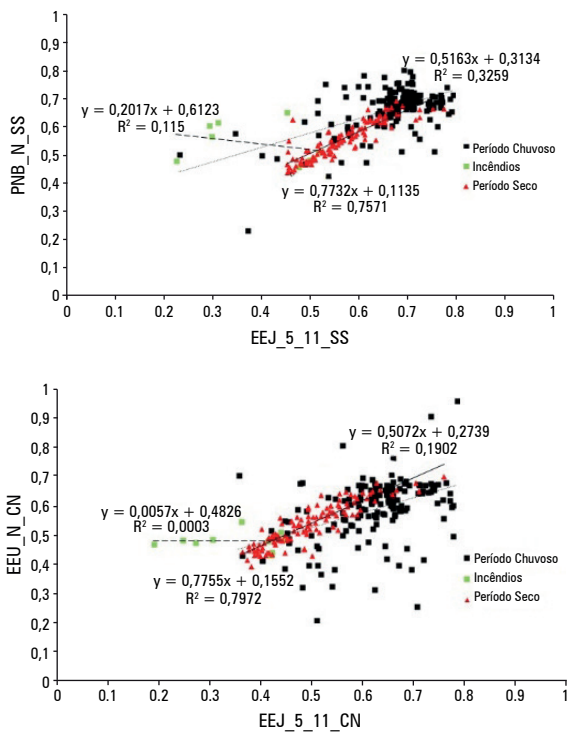 1
0,9
0,8
0,7
0,6
0,5
0,4
0,3
0,2
0,1
0
PNB_N_SS
y = 0,5163x + 0,3134
R² = 0,3259
y = 0,2017x + 0,6123
R² = 0,115
y = 0,7732x + 0,1135
R² = 0,7571
Período Chuvoso
Incêndios
Período Seco
0 0.1 0.2 0.3 0.4 0.5 0.6 0.7 0.8 0.9 1
EEJ_5_11_SS
1
0,9
0,8
0,7
0,6
0,5
0,4
0,3
0,2
0,1
0
EEU_N_CN
y = 0,5072x + 0,2739
R² = 0,1902
y = 0,0057x + 0,4826
R² = 0,0003
y = 0,7755x + 0,1552
R² = 0,7972
Período Chuvoso
Incêndios
Período Seco
0 0.1 0.2 0.3 0.4 0.5 0.6 0.7 0.8 0.9 1
EEJ_5_11_CN